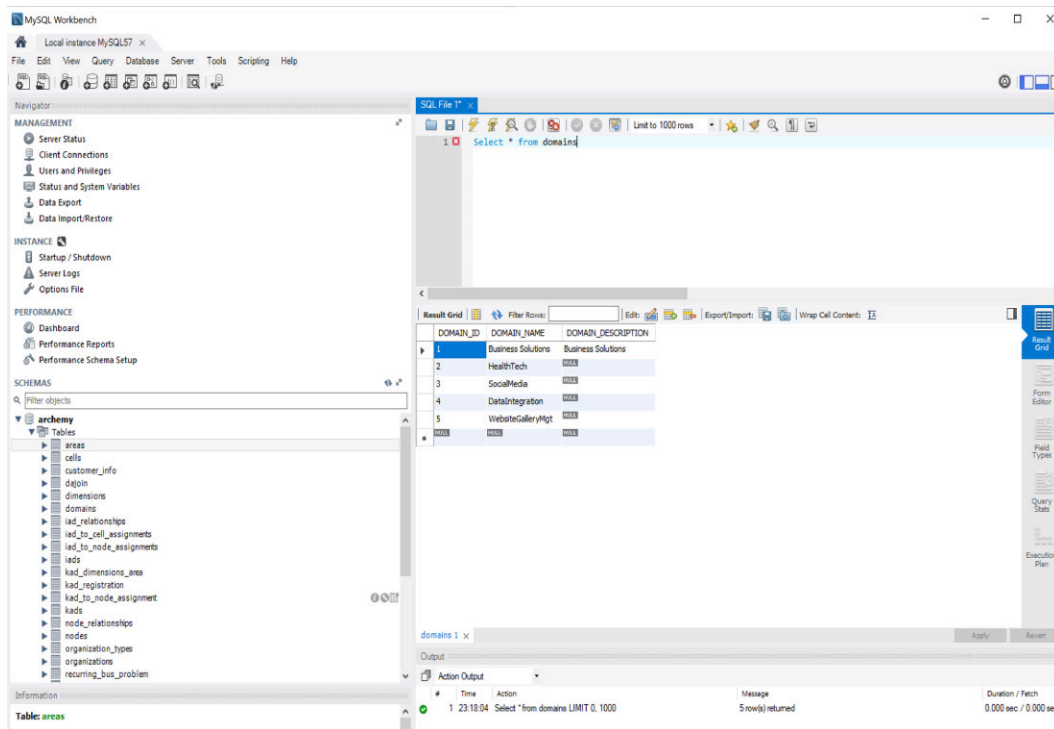 MySQL Workbench
Local instance MySQL57 ×
File Edit View Query Database Server Tools Scripting Help
Navigator
MANAGEMENT
Server Status
Client Connections
Users and Privileges
Status and System Variables
Data Export
Data Import/Restore
INSTANCE
Startup / Shutdown
Server Logs
Options File
PERFORMANCE
Dashboard
Performance Reports
Performance Schema Setup
SCHEMAS
Filter objects
archemy
Tables
areas
cells
customer_info
dajoin
dimensions
domains
iad_relationships
iad_to_cell_assignments
iad_to_node_assignments
iads
kad_dimensions_area
kad_registration
kad_to_node_assignment
kads
node_relationships
nodes
organization_types
organizations
recurring_bus_problem
Information
Table: areas
SQL File 1* ×
Limit to 1000 rows
1 Select * from domains
Result Grid Filter Rows: Edit: Export/Import: Wrap Cell Content:
DOMAIN_ID DOMAIN_NAME DOMAIN_DESCRIPTION
1 Business Solutions Business Solutions
2 HealthTech NULL
3 SocialMedia NULL
4 DataIntegration NULL
5 WebsiteGalleryMgt NULL
NULL NULL NULL
Result
Grid
Form
Editor
Field
Types
Query
Stats
Execution
Plan
domains 1 ×
Apply Revert
Output
Action Output
# Time Action Message Duration / Fetch
1 23:18:04 Select * from domains LIMIT 0, 1000 5 row(s) returned 0.000 sec / 0.000 se